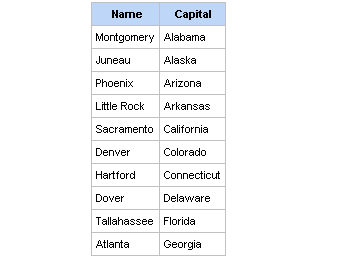 Name Capital
Montgomery Alabama
Juneau Alaska
Phoenix Arizona
Little Rock Arkansas
Sacramento California
Denver Colorado
Hartford Connecticut
Dover Delaware
Tallahassee Florida
Atlanta Georgia